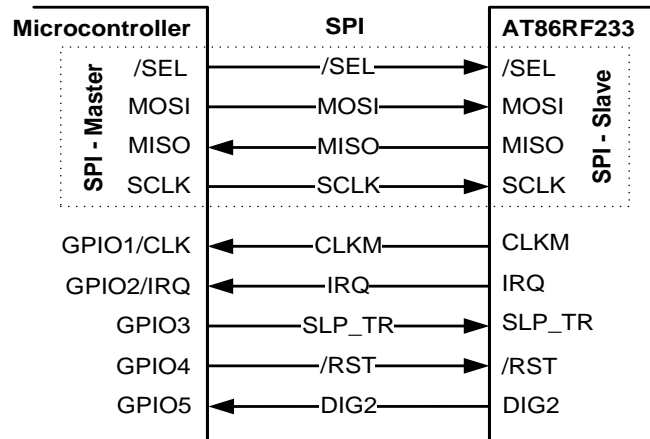 Microcontroller SPI AT86RF233
/SEL /SEL /SEL
MOSI MOSI MOSI
MISO MISO MISO
SCLK SCLK SCLK
SPI - Master
SPI - Slave
GPIO1/CLK CLKM CLKM
GPIO2/IRQ IRQ IRQ
GPIO3 SLP_TR SLP_TR
GPIO4 /RST /RST
GPIO5 DIG2 DIG2